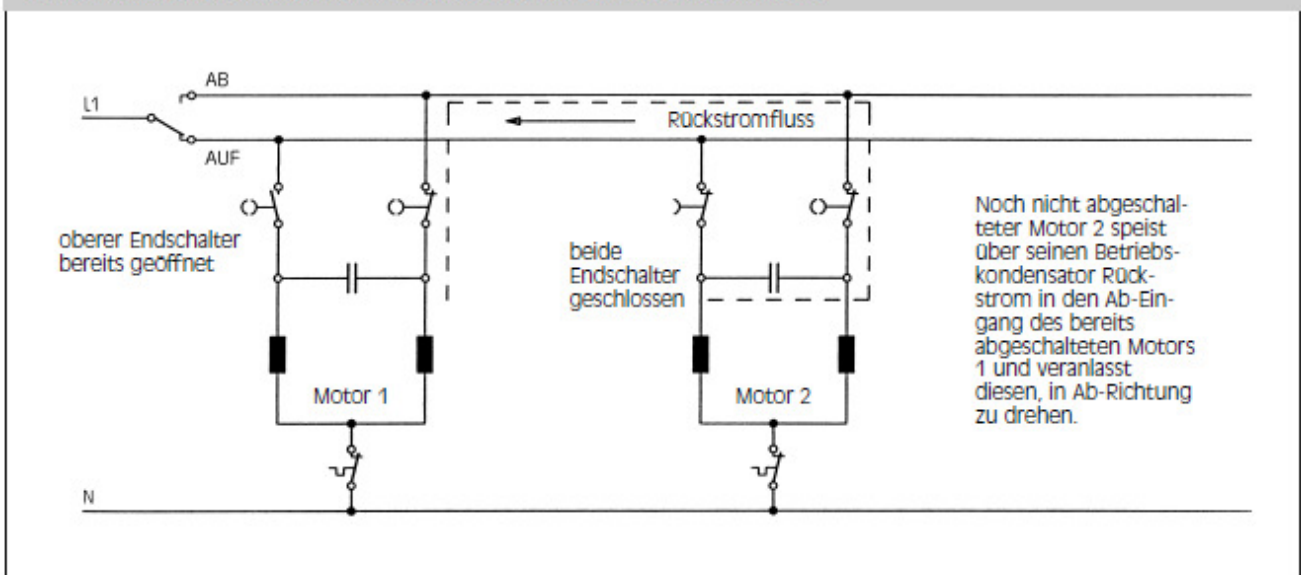 AB
L1
Rückstromfluss
AUF
oberer Endschalter
bereits geöffnet
beide
Endschalter
geschlossen
Noch nicht abgeschal-
teter Motor 2 speist
über seinen Betriebs-
kondensator Rück-
strom in den Ab-Ein-
gang des bereits
abgeschalteten Motors
1 und veranlasst
diesen, in Ab-Richtung
zu drehen.
Motor 1
Motor 2
N